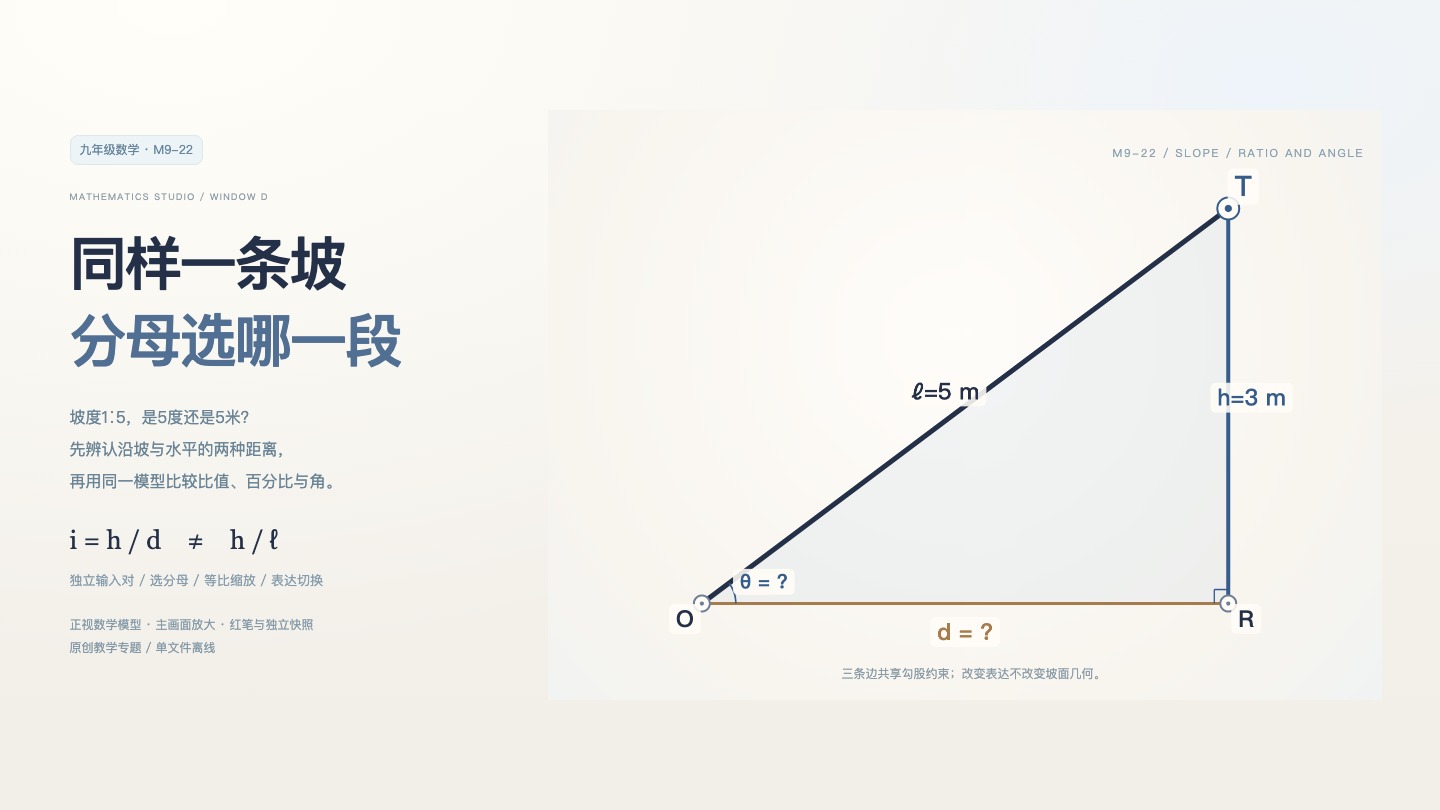 九年级数学 · M9–22
MATHEMATICS STUDIO / WINDOW D
同样一条坡
分母选哪一段
坡度1∶5，是5度还是5米？
先辨认沿坡与水平的两种距离，
再用同一模型比较比值、百分比与角。
i = h / d ≠ h / ℓ
独立输入对 / 选分母 / 等比缩放 / 表达切换
正视数学模型 · 主画面放大 · 红笔与独立快照
原创教学专题 / 单文件离线
M9–22 / SLOPE / RATIO AND ANGLE
T
ℓ=5 m
h=3 m
θ = ?
O
R
d = ?
三条边共享勾股约束；改变表达不改变坡面几何。